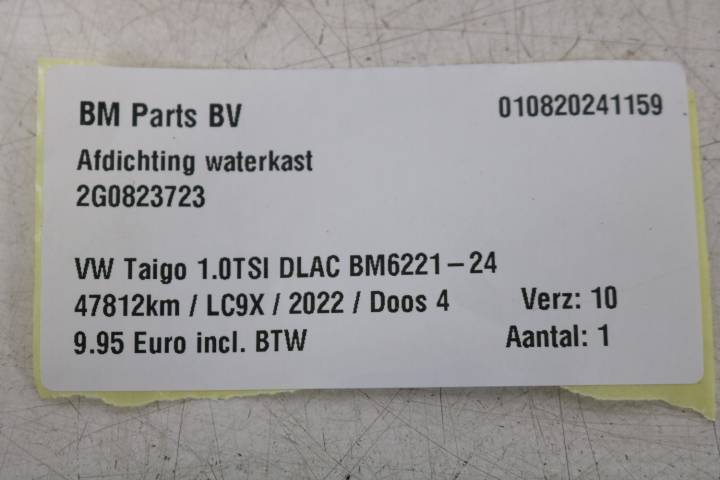 BM Parts BV 010820241159
Afdichting waterkast
2G0823723
VW Taigo 1.0TSI DLAC BM6221-24
47812km / LC9X / 2022 / Doos 4 Verz: 10
9.95 Euro incl. BTW Aantal: 1